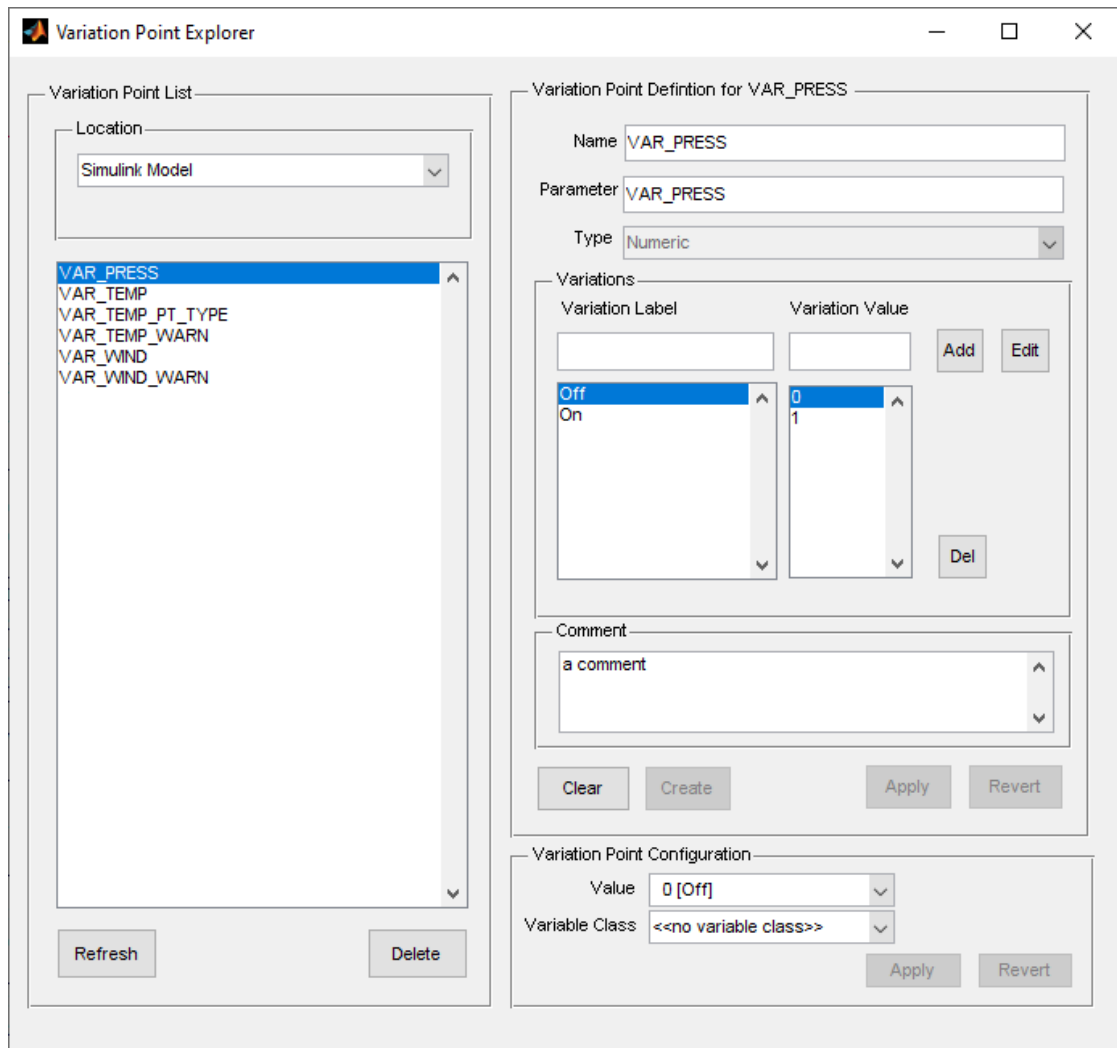 Variation Point Explorer
Variation Point List
Location
Simulink Model
VAR_PRESS
VAR_TEMP
VAR_TEMP_PT_TYPE
VAR_TEMP_WARN
VAR_WIND
VAR_WIND_WARN
Refresh
Delete
Variation Point Defintion for VAR_PRESS
Name
VAR_PRESS
Parameter
VAR_PRESS
Type
Numeric
Variations
Variation Label
Variation Value
Add
Edit
Off
On
0
1
Del
Comment
a comment
Clear
Create
Apply
Revert
Variation Point Configuration
Value
0 [Off]
Variable Class
<<no variable class>>
Apply
Revert